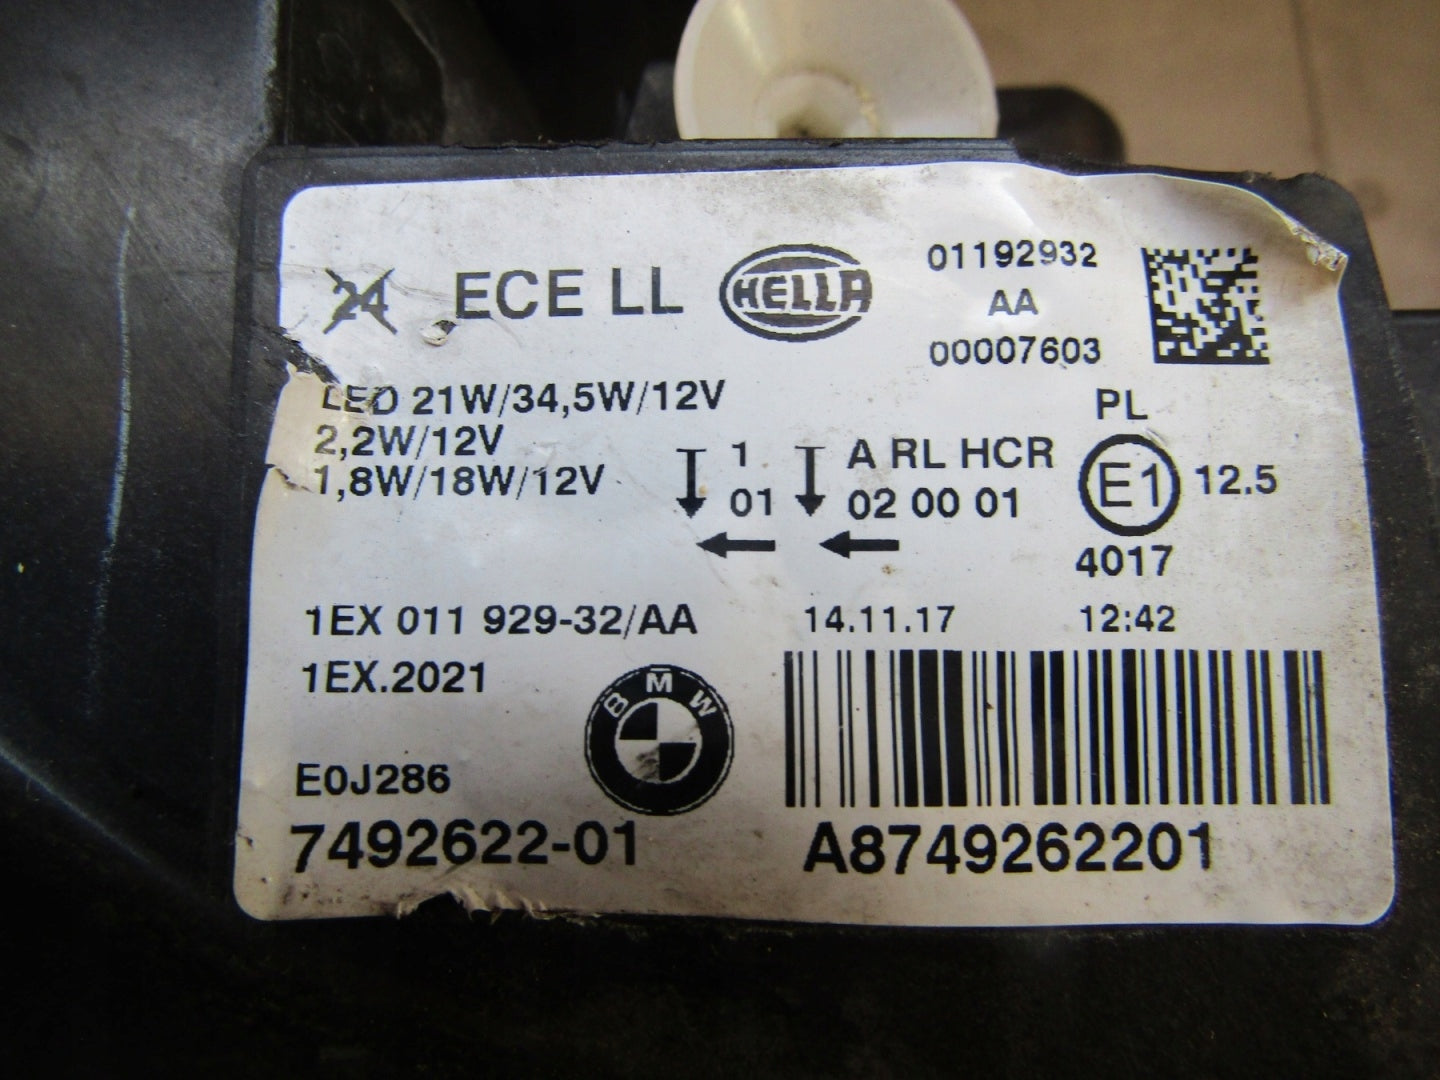 24 ECE LL HELLA
01192932
AA
00007603
LED 21W/34,5W/12V
2,2W/12V
1,8W/18W/12V
1 A RL HCR
01 02 00 01
PL
E1 12.5
4017
1EX 011 929-32/AA 14.11.17 12:42
1EX.2021
BMW
E0J286
7492622-01 A8749262201